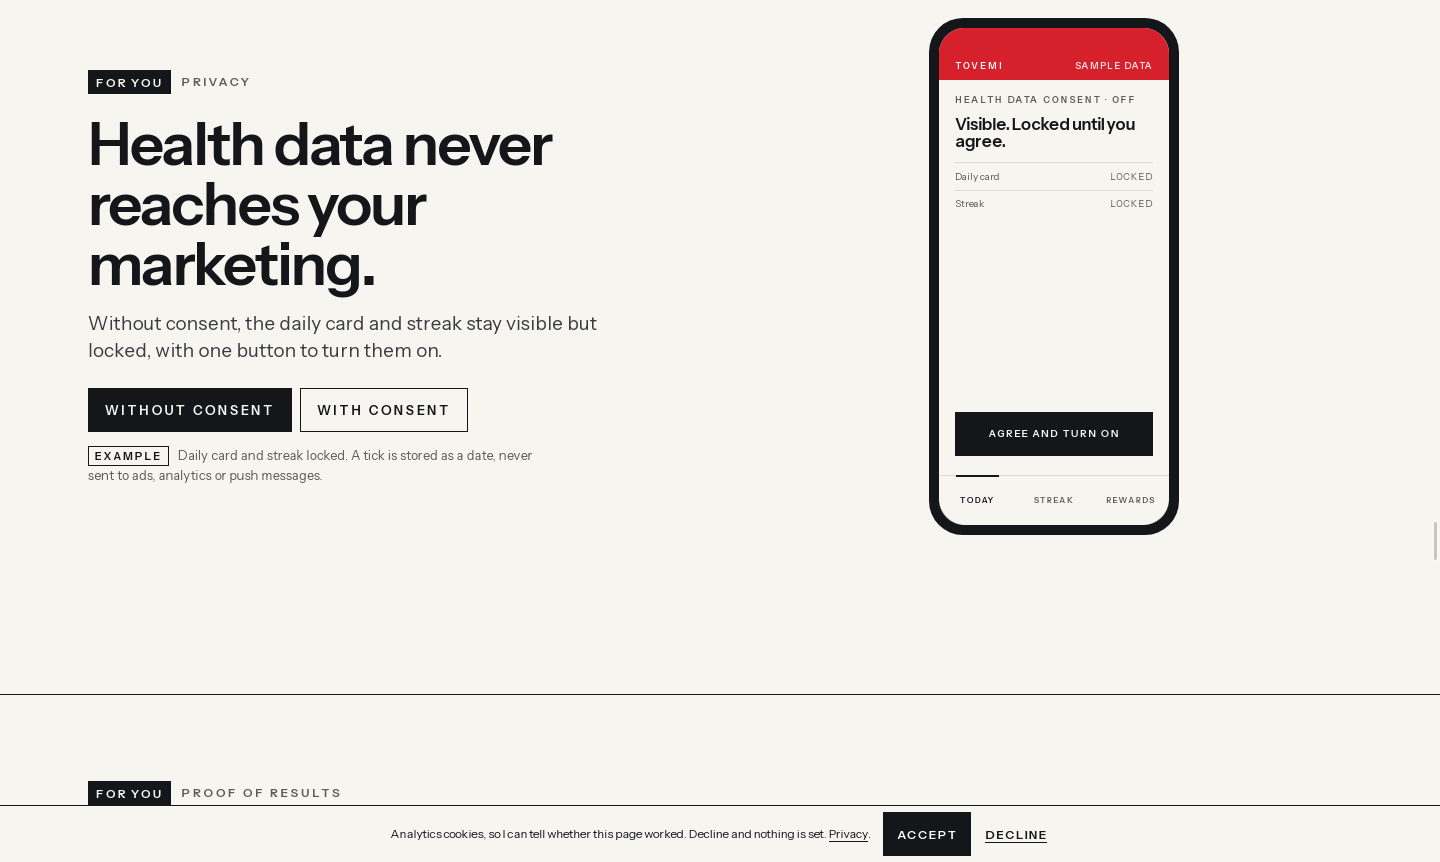 FOR YOU PRIVACY
Health data never
reaches your
marketing.
Without consent, the daily card and streak stay visible but
locked, with one button to turn them on.
WITHOUT CONSENT WITH CONSENT
EXAMPLE Daily card and streak locked. A tick is stored as a date, never
sent to ads, analytics or push messages.
TOVEMI SAMPLE DATA
HEALTH DATA CONSENT · OFF
Visible. Locked until you
agree.
Daily card LOCKED
Streak LOCKED
AGREE AND TURN ON
TODAY STREAK REWARDS
FOR YOU PROOF OF RESULTS
Analytics cookies, so I can tell whether this page worked. Decline and nothing is set. Privacy. ACCEPT DECLINE